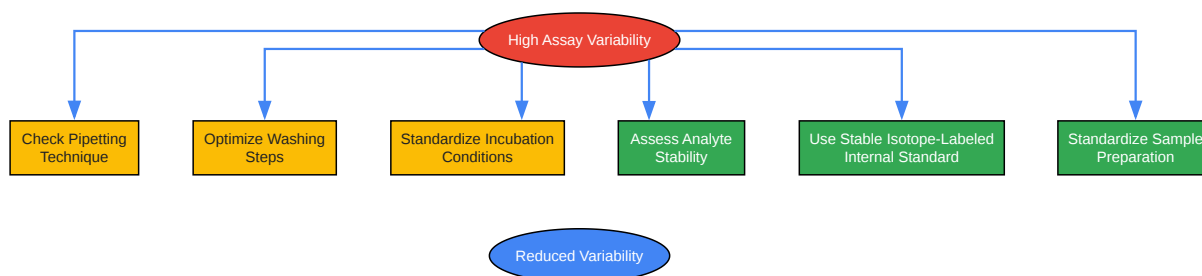 High Assay Variability
Check Pipetting
Technique
Optimize Washing
Steps
Standardize Incubation
Conditions
Assess Analyte
Stability
Use Stable Isotope-Labeled
Internal Standard
Standardize Sample
Preparation
Reduced Variability